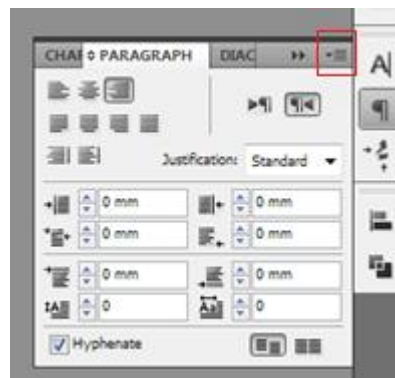 CHAR PARAGRAPH DIAC
Justification: Standard
0 mm 0 mm
0 mm 0 mm
0 mm 0 mm
0 0
Hyphenate